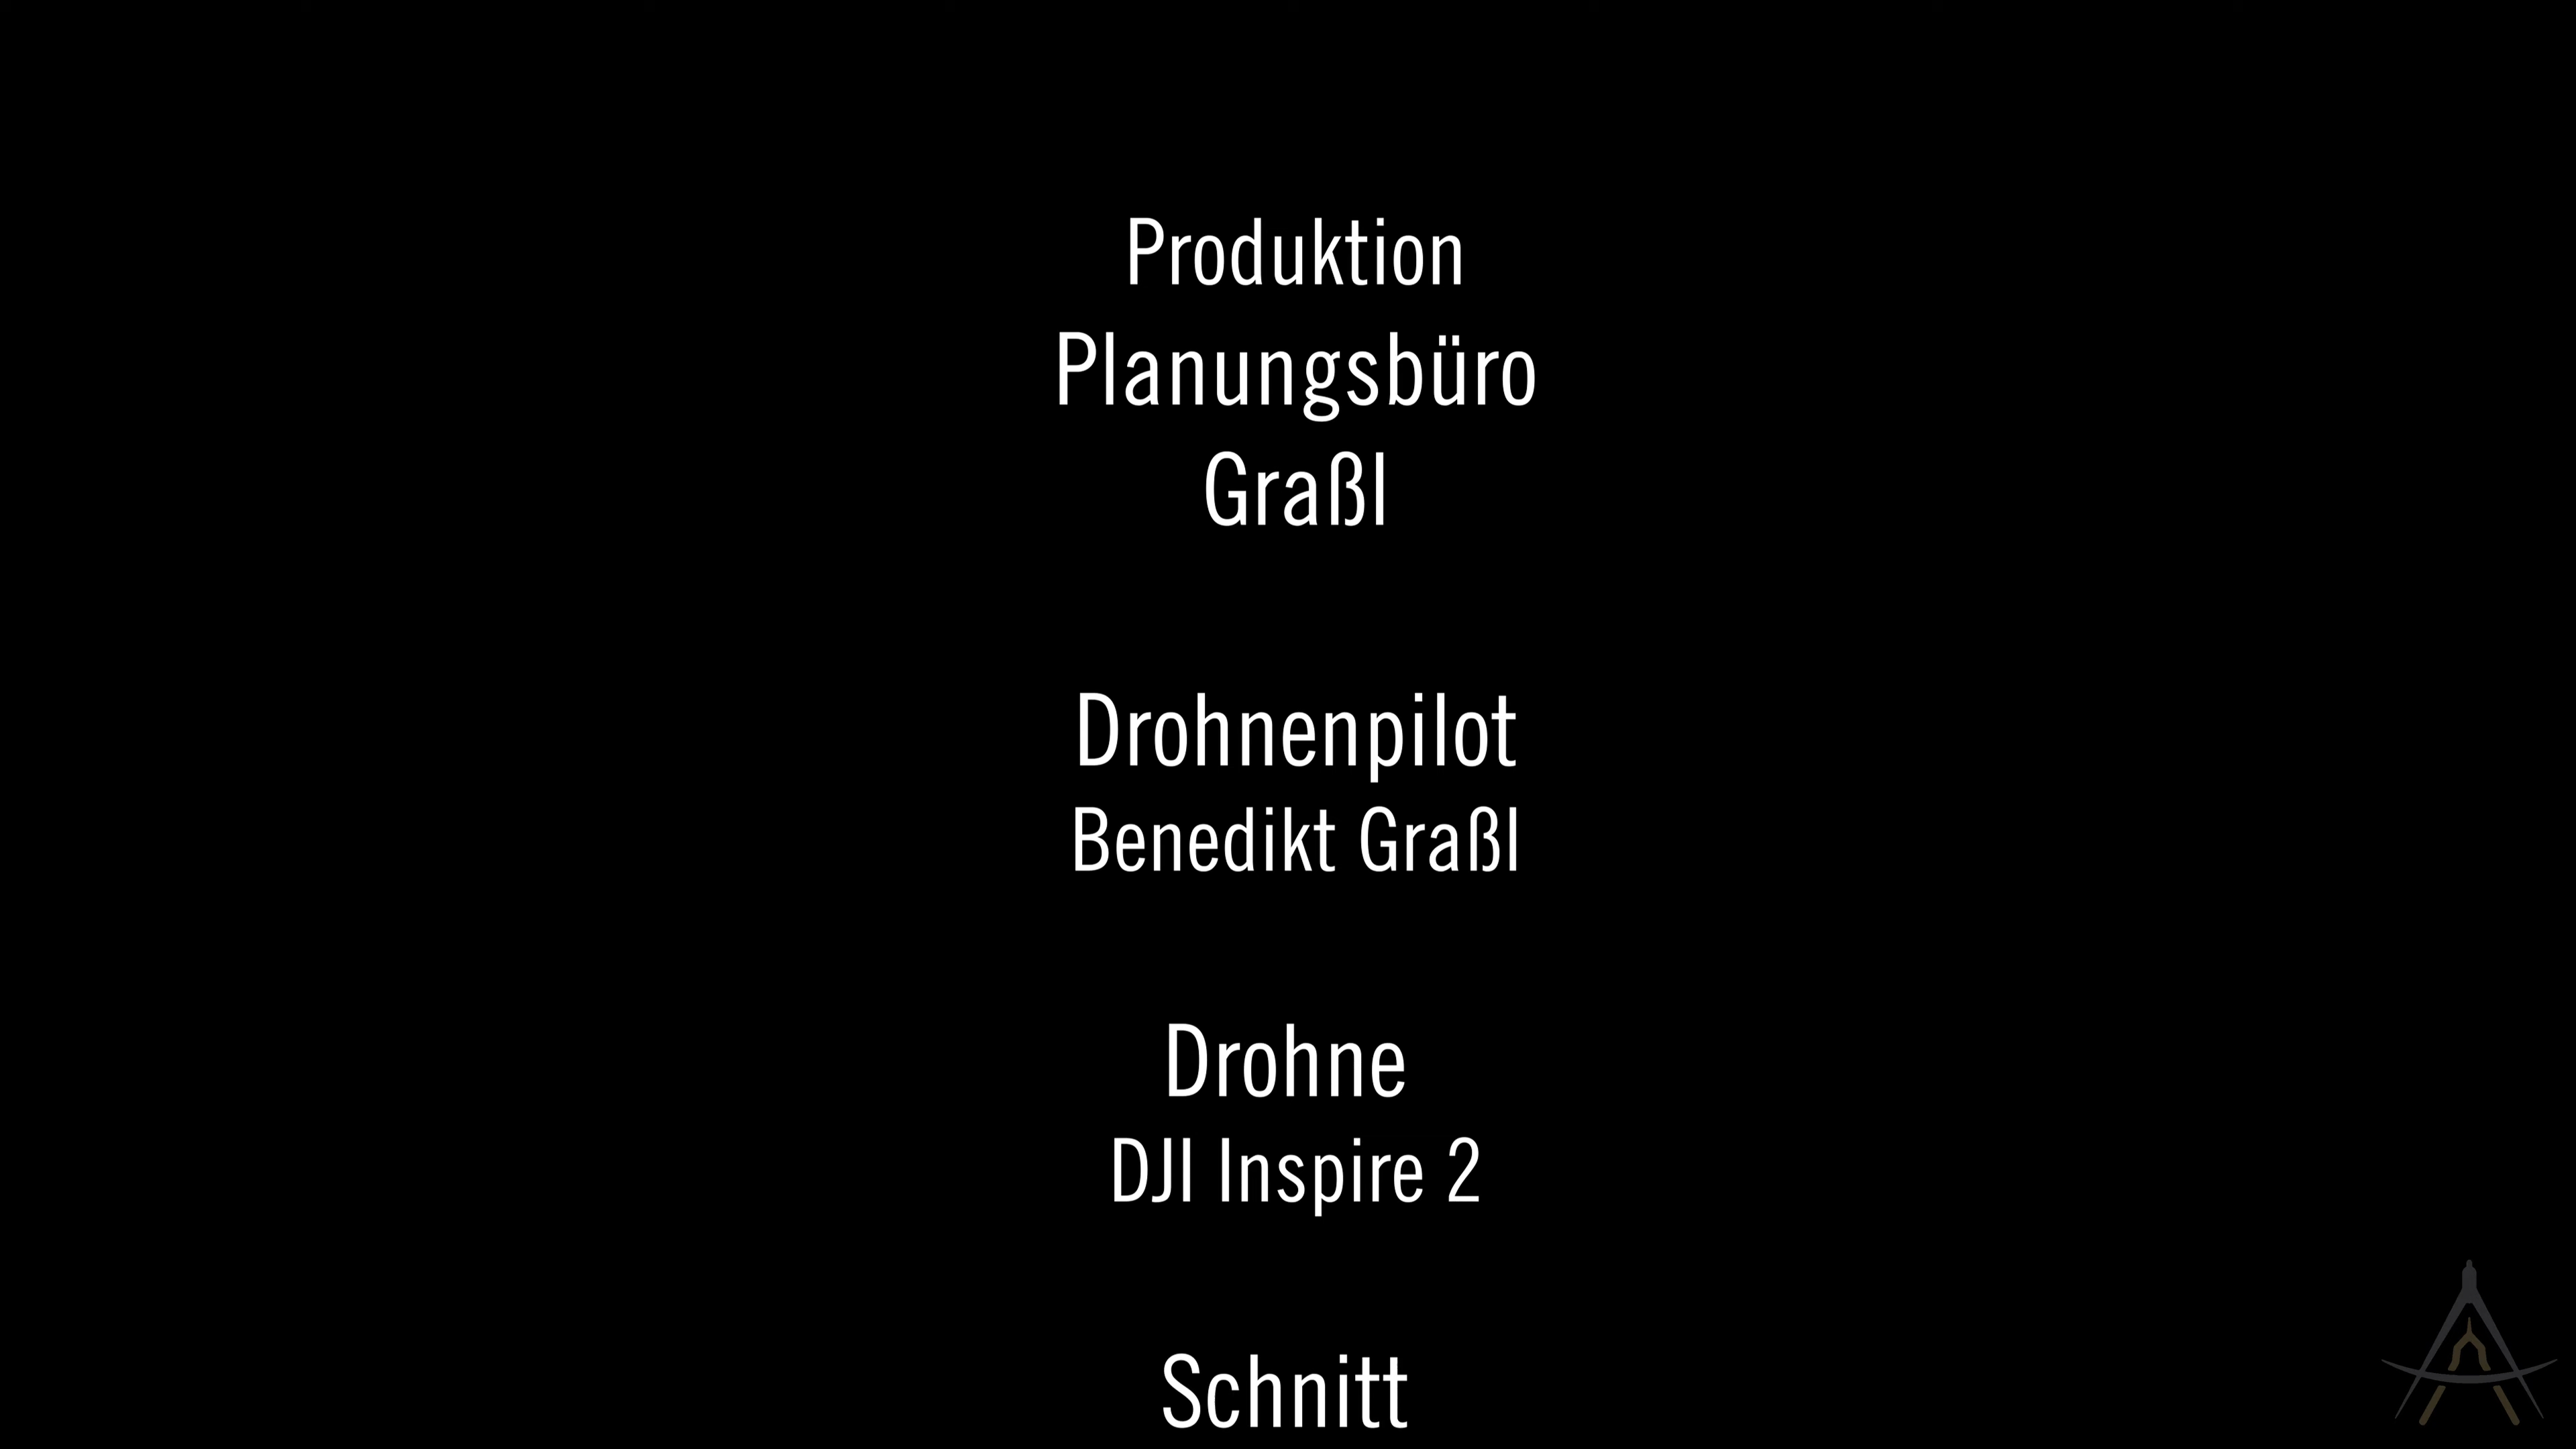 Produktion
Planungsbüro
Graßl
Drohnenpilot
Benedikt Graßl
Drohne
DJI Inspire 2
Schnitt